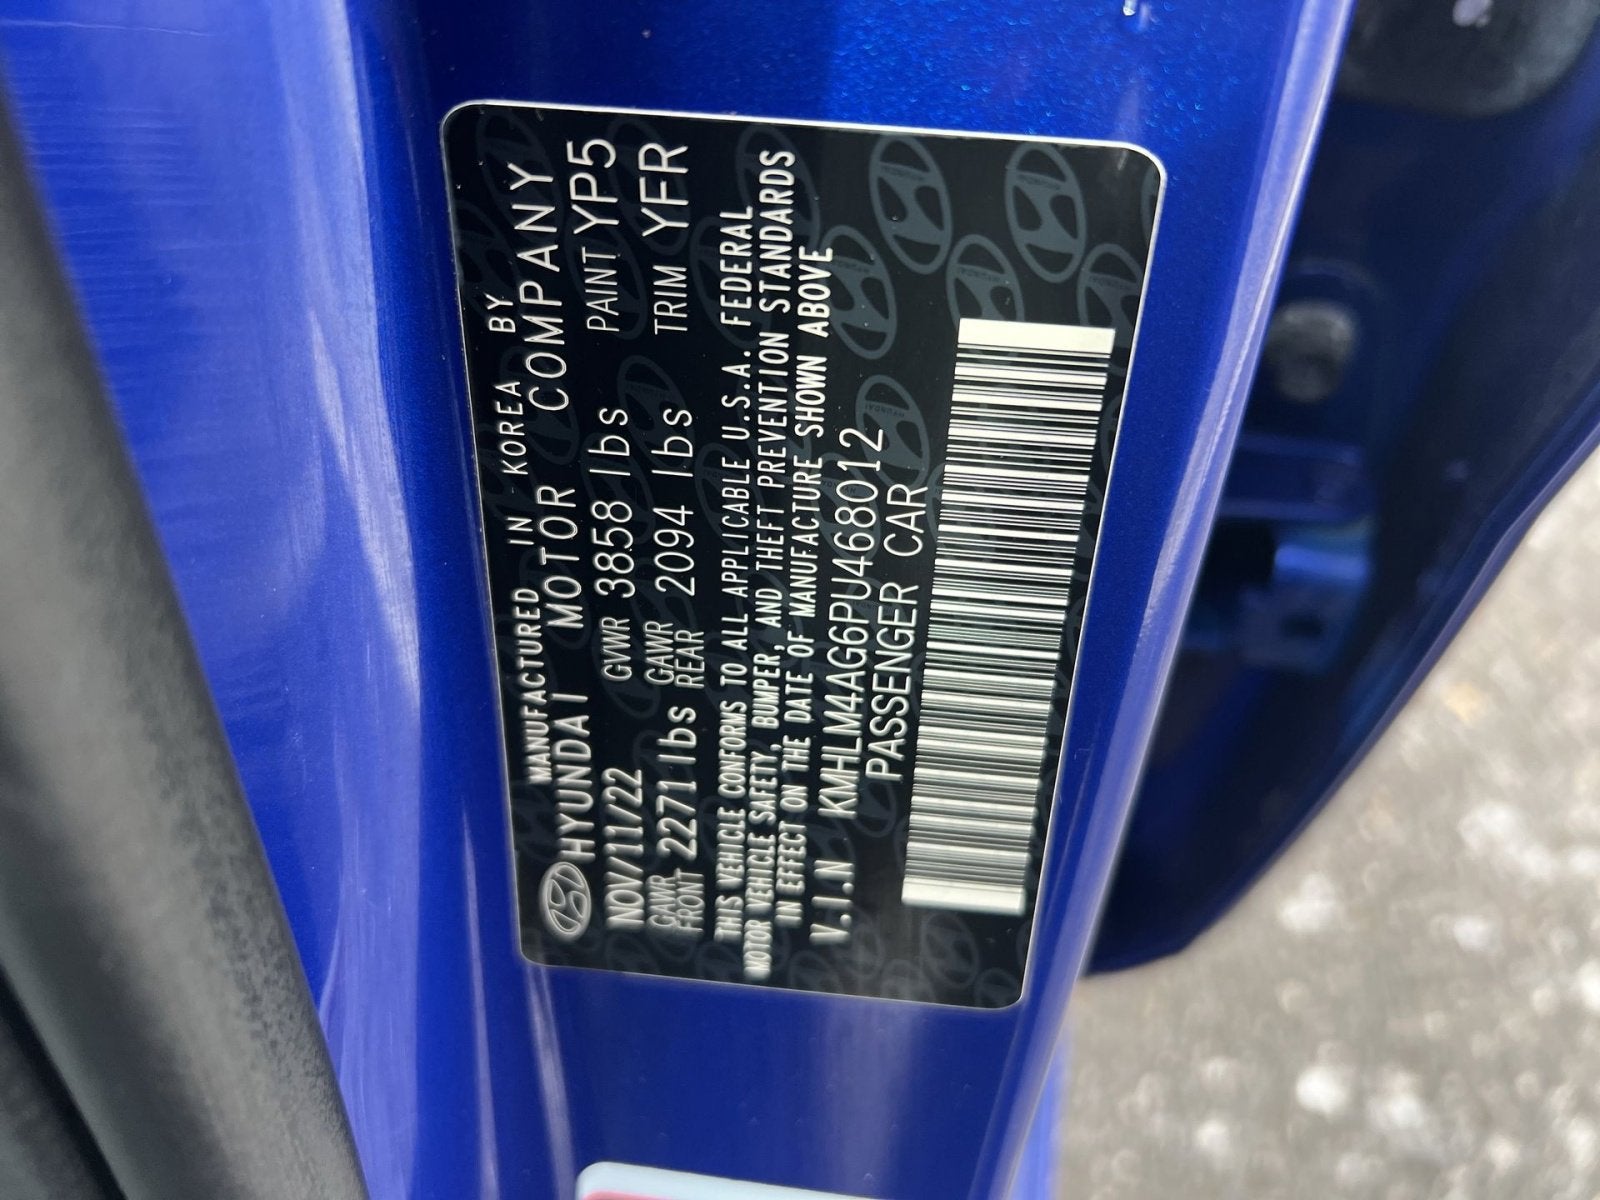 MANUFACTURED IN KOREA BY
HYUNDAI MOTOR COMPANY
NOV/11/22 GVWR 3858 lbs PAINT YP5
GAWR FRONT 2271 lbs GAWR REAR 2094 lbs TRIM YFR
THIS VEHICLE CONFORMS TO ALL APPLICABLE U.S.A. FEDERAL
MOTOR VEHICLE SAFETY, BUMPER, AND THEFT PREVENTION STANDARDS
IN EFFECT ON THE DATE OF MANUFACTURE SHOWN ABOVE
V.I.N KMHLM4AG6PU468012
PASSENGER CAR